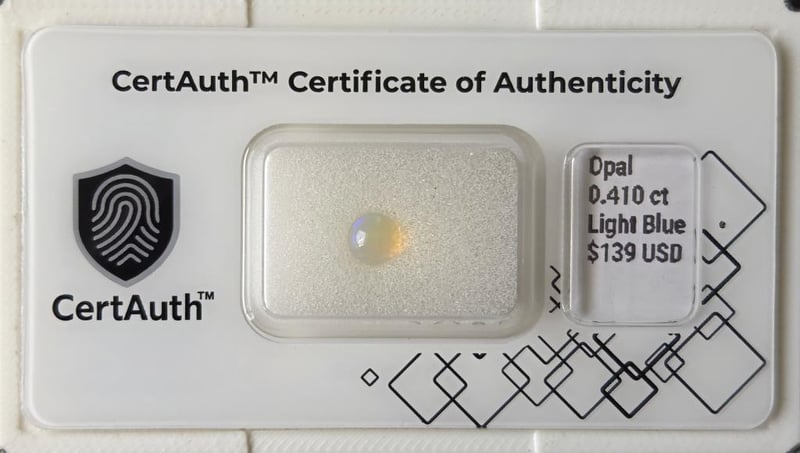 CertAuth™ Certificate of Authenticity
CertAuth™
Opal
0.410 ct
Light Blue
$139 USD